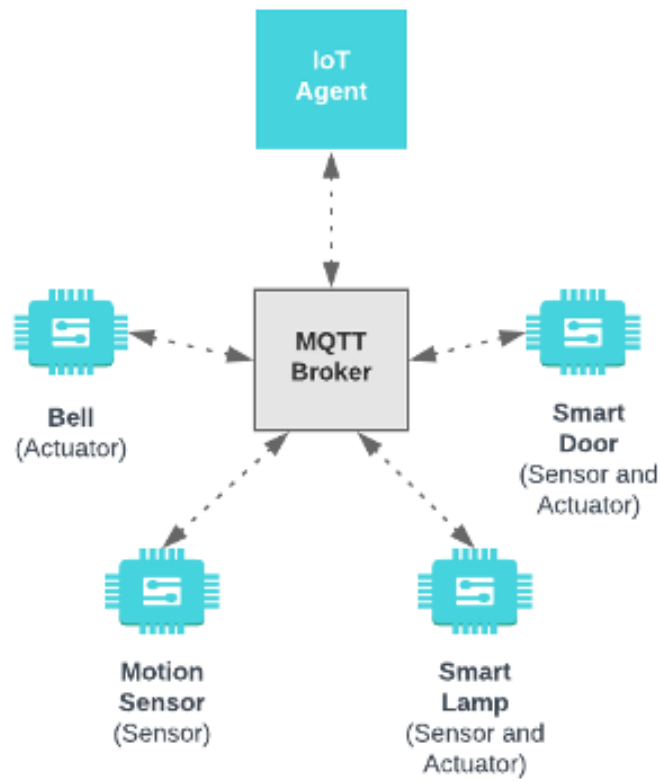 IoT
Agent
MQTT
Broker
Bell
(Actuator)
Smart
Door
(Sensor and
Actuator)
Motion
Sensor
(Sensor)
Smart
Lamp
(Sensor and
Actuator)